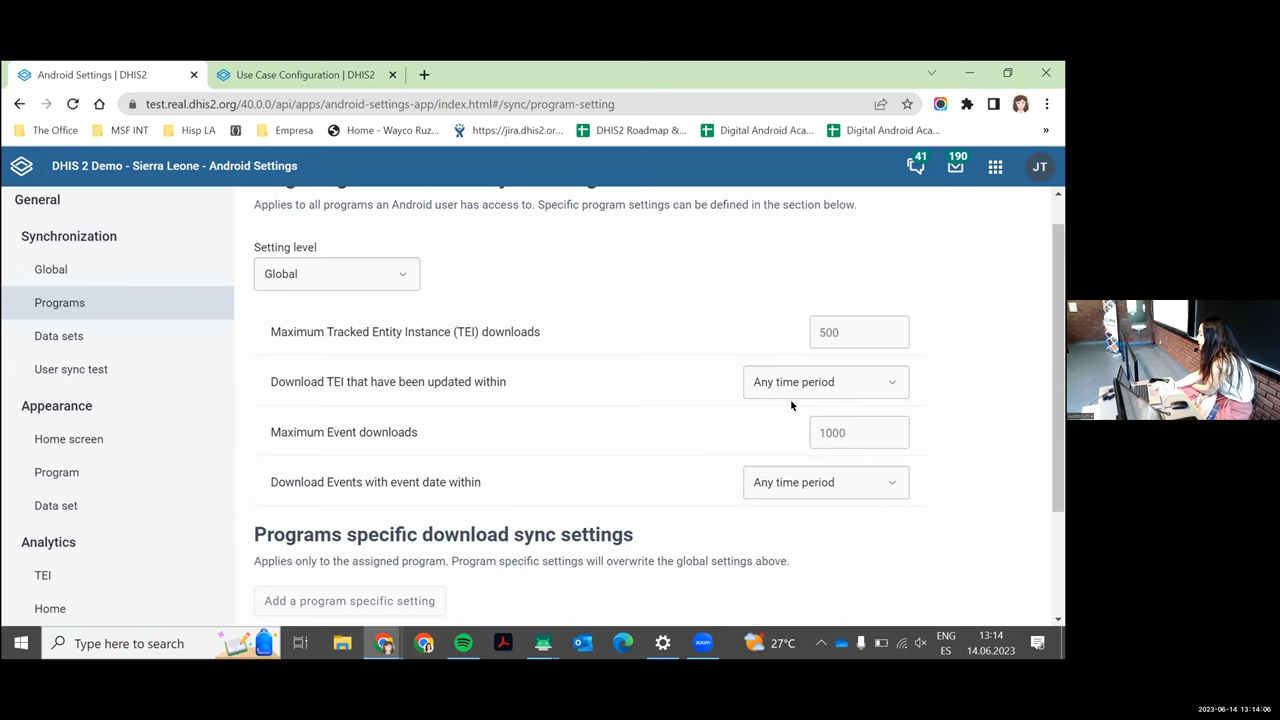 Android Settings | DHIS2
Use Case Configuration | DHIS2
test.real.dhis2.org/40.0.0/api/apps/android-settings-app/index.html#/sync/program-setting
The Office
MSF INT
Hisp LA
Empresa
Home - Wayco Ruz...
https://jira.dhis2.or...
DHIS2 Roadmap &...
Digital Android Aca...
Digital Android Aca...
»
DHIS 2 Demo - Sierra Leone - Android Settings
41
190
JT
General
Synchronization
Global
Programs
Data sets
User sync test
Appearance
Home screen
Program
Data set
Analytics
TEI
Home
Applies to all programs an Android user has access to. Specific program settings can be defined in the section below.
Setting level
Global
Maximum Tracked Entity Instance (TEI) downloads
500
Download TEI that have been updated within
Any time period
Maximum Event downloads
1000
Download Events with event date within
Any time period
Programs specific download sync settings
Applies only to the assigned program. Program specific settings will overwrite the global settings above.
Add a program specific setting
Type here to search
zoom
27°C
ENG
ES
13:14
14.06.2023
2023-06-14 13:14:06